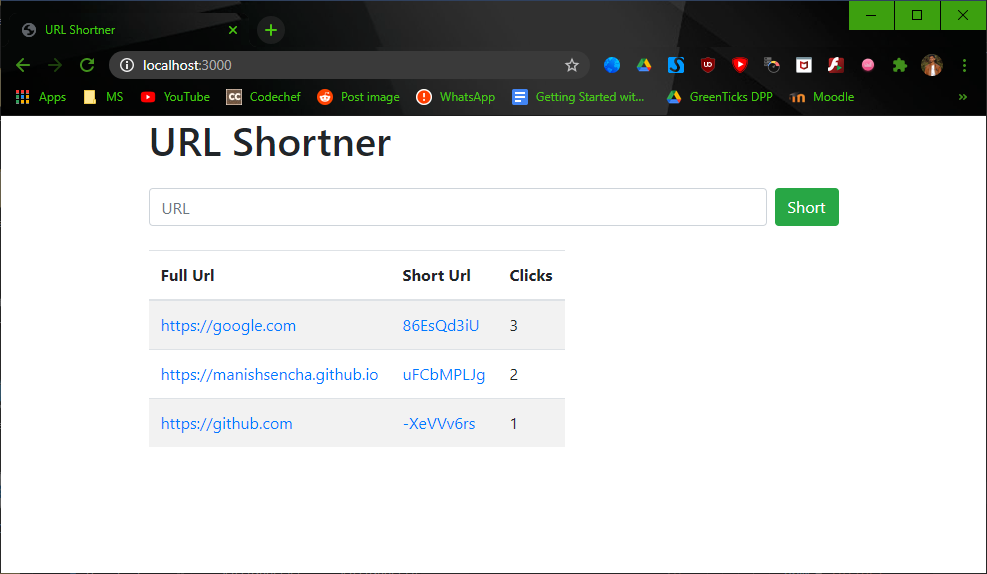 URL Shortner
localhost:3000
Apps MS YouTube Codechef Post image WhatsApp Getting Started wit... GreenTicks DPP Moodle »
URL Shortner
URL Short
Full Url Short Url Clicks
https://google.com 86EsQd3iU 3
https://manishsencha.github.io uFCbMPLJg 2
https://github.com -XeVVv6rs 1